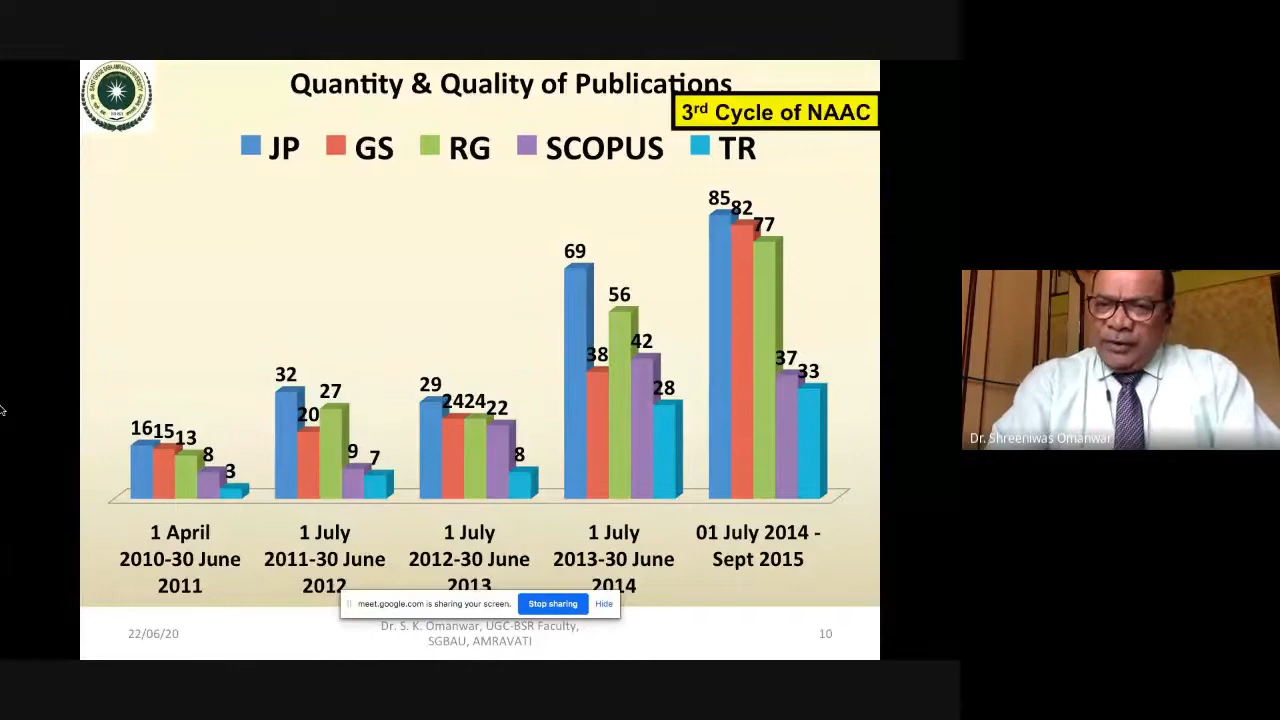 Quantity & Quality of Publications
3rd Cycle of NAAC
JP GS RG SCOPUS TR
16 15 13 8 3
32 20 27 9 7
29 24 24 22 8
69 38 56 42 28
85 82 77 37 33
1 April
2010-30 June
2011
1 July
2011-30 June
2012
1 July
2012-30 June
2013
1 July
2013-30 June
2014
01 July 2014 -
Sept 2015
meet.google.com is sharing your screen. Stop sharing Hide
22/06/20
Dr. S. K. Omanwar, UGC-BSR Faculty,
SGBAU, AMRAVATI
10
Dr. Shreeniwas Omanwar